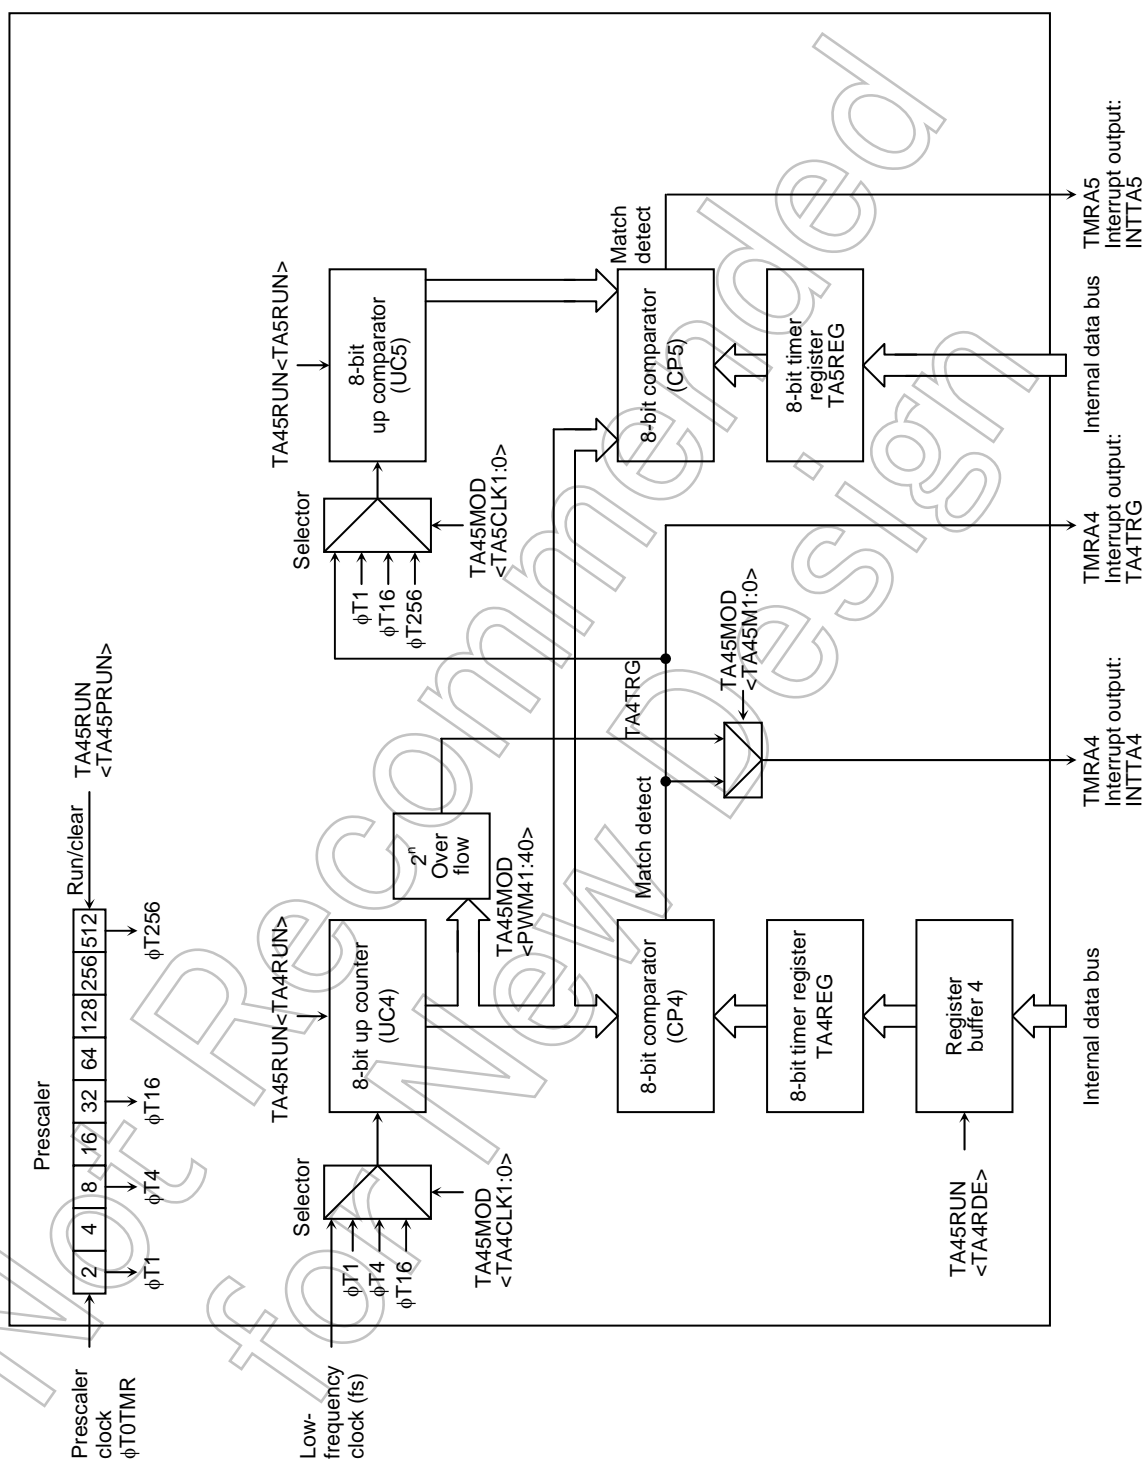 Prescaler
clock
ϕT0TMR
Prescaler
2 4 8 16 32 64 128 256 512
ϕT1
ϕT4
ϕT16
ϕT256
Run/clear
TA45RUN
<TA45PRUN>
Low-
frequency
clock (fs)
Selector
ϕT1
ϕT4
ϕT16
TA45MOD
<TA4CLK1:0>
TA45RUN<TA4RUN>
8-bit up counter
(UC4)
2ⁿ
Over
flow
TA45MOD
<PWM41:40>
TA4TRG
Selector
ϕT1
ϕT16
ϕT256
TA45MOD
<TA5CLK1:0>
TA45RUN<TA5RUN>
8-bit
up comparator
(UC5)
8-bit comparator
(CP4)
Match detect
TA45MOD
<TA45M1:0>
8-bit comparator
(CP5)
Match
detect
8-bit timer register
TA4REG
8-bit timer
register
TA5REG
TA45RUN
<TA4RDE>
Register
buffer 4
Internal data bus
TMRA4
Interrupt output:
INTTA4
TMRA4
Interrupt output:
TA4TRG
Internal data bus
TMRA5
Interrupt output:
INTTA5
Not Recommended
for New Design